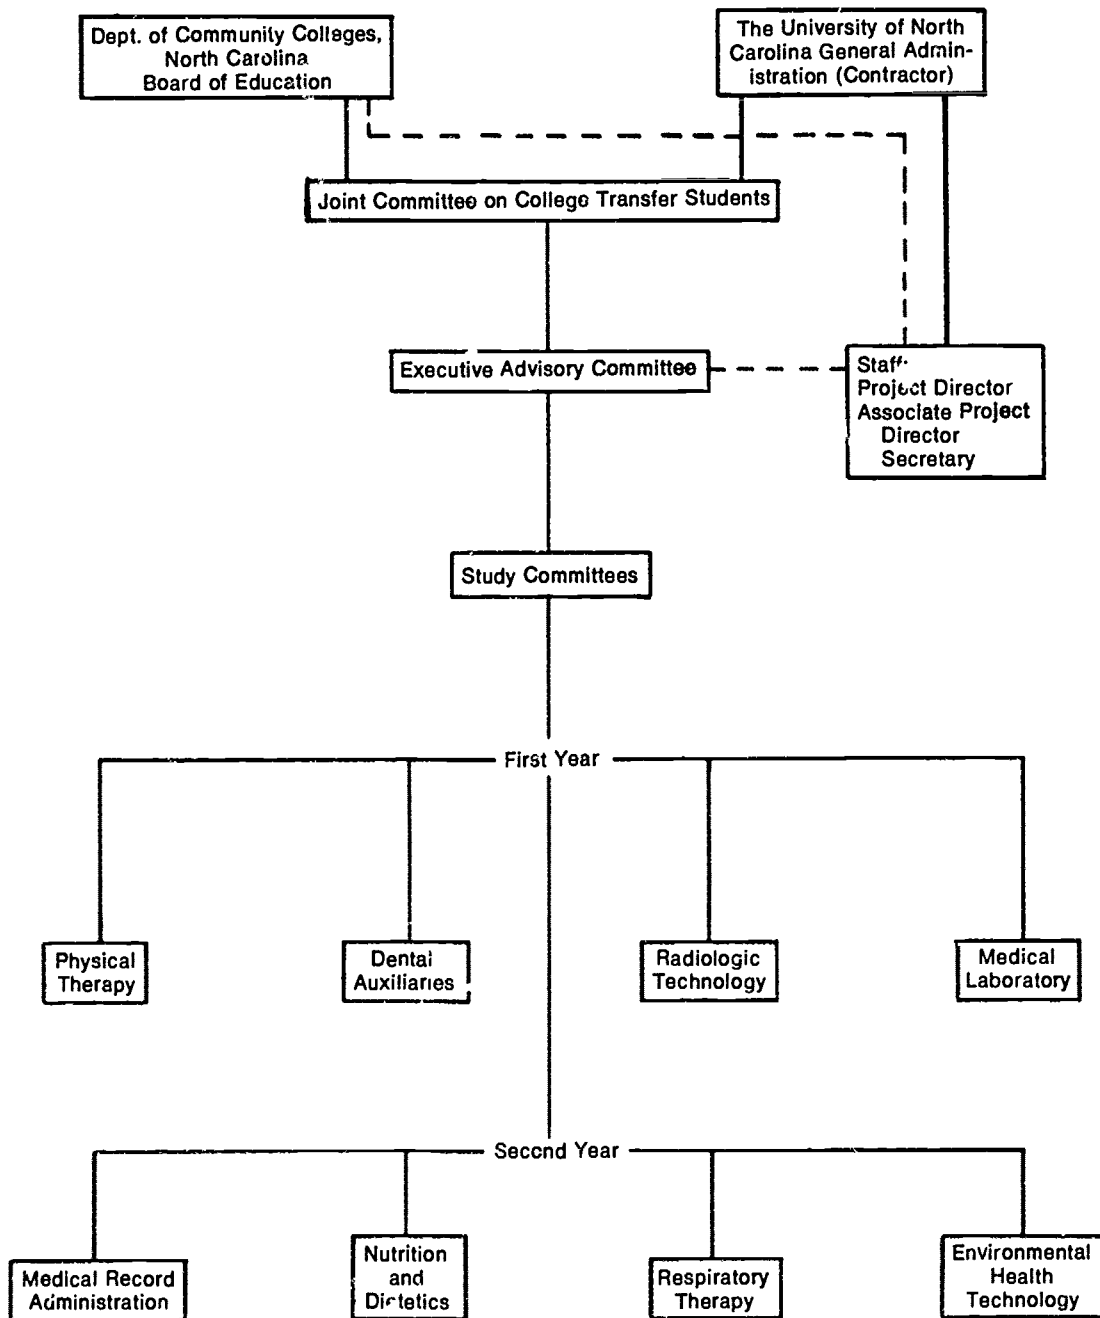 Dept. of Community Colleges,
North Carolina
Board of Education
The University of North
Carolina General Admin-
istration (Contractor)
Joint Committee on College Transfer Students
Executive Advisory Committee
Staff:
Project Director
Associate Project
Director
Secretary
Study Committees
First Year
Physical
Therapy
Dental
Auxiliaries
Radiologic
Technology
Medical
Laboratory
Second Year
Medical Record
Administration
Nutrition
and
Dietetics
Respiratory
Therapy
Environmental
Health
Technology